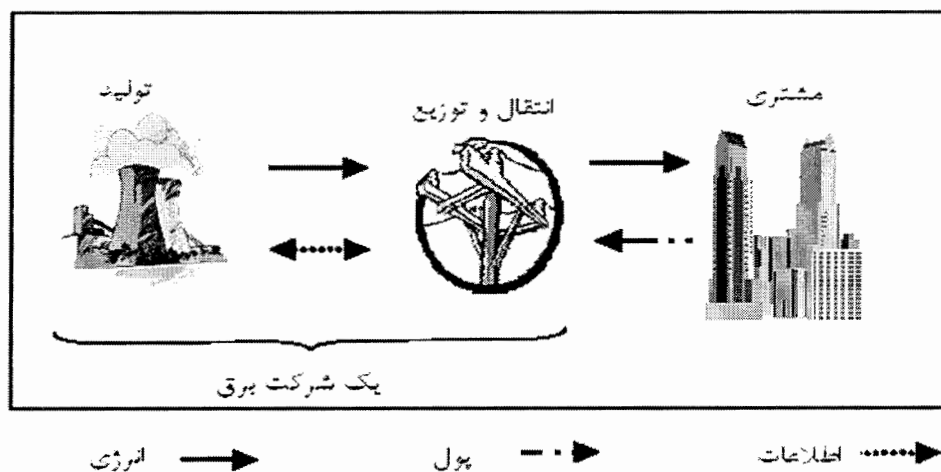 تولید
انتقال و توزیع
مشتری
یک شرکت برق
انرژی
پول
اطلاعات